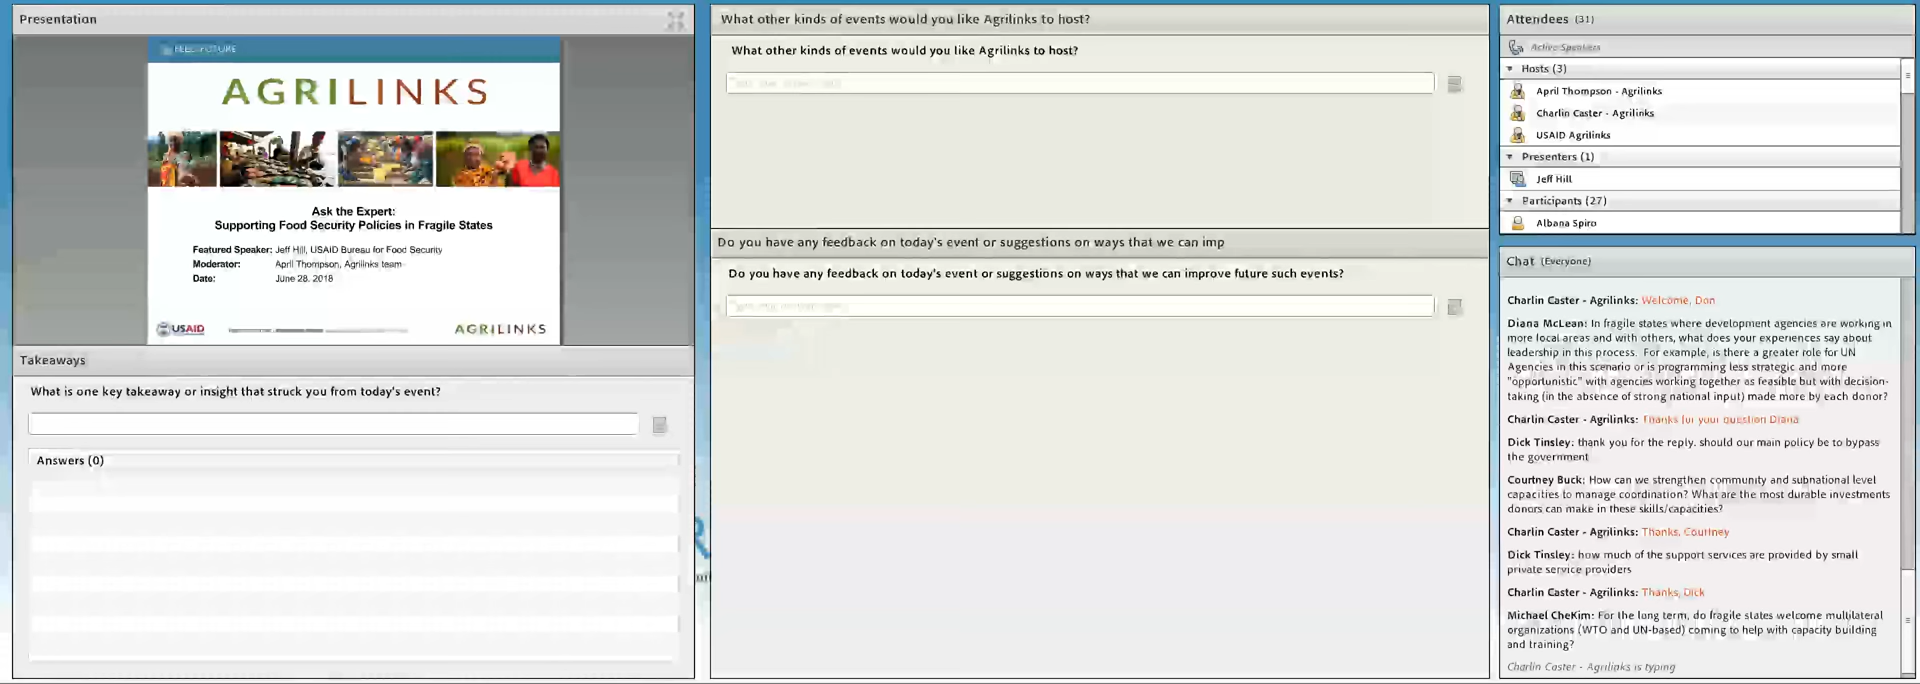 Presentation
AGRILINKS
Ask the Expert:
Supporting Food Security Policies in Fragile States
Featured Speaker: Jeff Hill, USAID Bureau for Food Security
Moderator: April Thompson, Agrilinks team
Date: June 28, 2018
USAID
AGRILINKS
Takeaways
What is one key takeaway or insight that struck you from today's event?
Answers (0)
What other kinds of events would you like Agrilinks to host?
What other kinds of events would you like Agrilinks to host?
Do you have any feedback on today's event or suggestions on ways that we can imp
Do you have any feedback on today's event or suggestions on ways that we can improve future such events?
Attendees (31)
Active Speakers
Hosts (3)
April Thompson - Agrilinks
Charlin Caster - Agrilinks
USAID Agrilinks
Presenters (1)
Jeff Hill
Participants (27)
Albana Spiro
Chat (Everyone)
Charlin Caster - Agrilinks: Welcome, Don
Diana McLean: In fragile states where development agencies are working in
more local areas and with others, what does your experiences say about
leadership in this process. For example, is there a greater role for UN
Agencies in this scenario or is programming less strategic and more
"opportunistic" with agencies working together as feasible but with decision-
taking (in the absence of strong national input) made more by each donor?
Charlin Caster - Agrilinks: Thanks for your question Diana
Dick Tinsley: thank you for the reply. should our main policy be to bypass
the government
Courtney Buck: How can we strengthen community and subnational level
capacities to manage coordination? What are the most durable investments
donors can make in these skills/capacities?
Charlin Caster - Agrilinks: Thanks, Courtney
Dick Tinsley: how much of the support services are provided by small
private service providers
Charlin Caster - Agrilinks: Thanks, Dick
Michael CheKim: For the long term, do fragile states welcome multilateral
organizations (WTO and UN-based) coming to help with capacity building
and training?
Charlin Caster - Agrilinks is typing